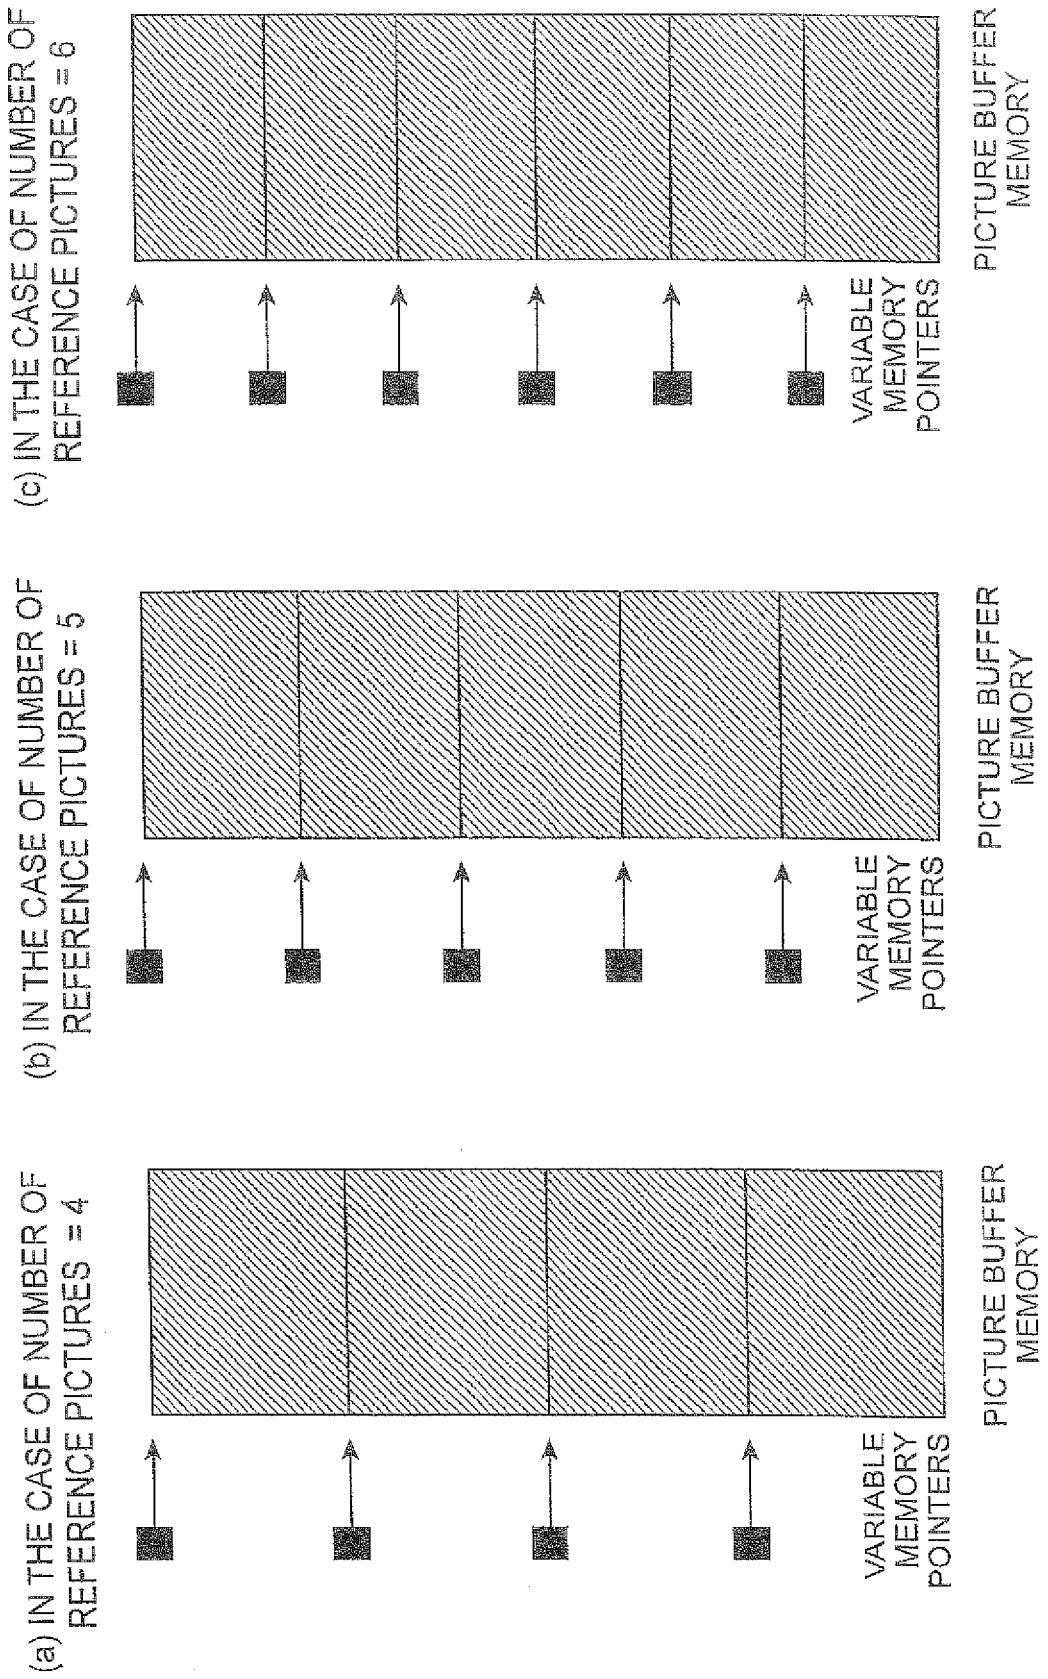 (a) IN THE CASE OF NUMBER OF
REFERENCE PICTURES = 4
VARIABLE
MEMORY
POINTERS
PICTURE BUFFER
MEMORY
(b) IN THE CASE OF NUMBER OF
REFERENCE PICTURES = 5
VARIABLE
MEMORY
POINTERS
PICTURE BUFFER
MEMORY
(c) IN THE CASE OF NUMBER OF
REFERENCE PICTURES = 6
VARIABLE
MEMORY
POINTERS
PICTURE BUFFER
MEMORY